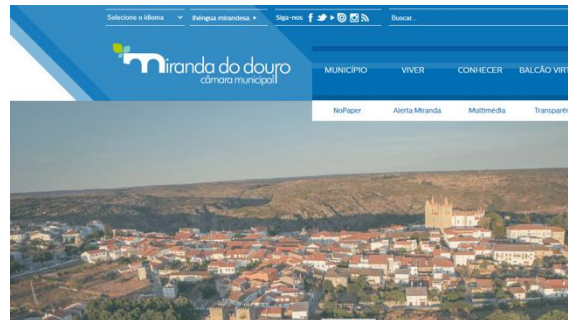 Selecione o idioma
lhéngua mirandesa
Siga-nos
Buscar...
miranda do douro
câmara municipal
MUNICÍPIO VIVER CONHECER BALCÃO VIRT
NoPaper Alerta Miranda Multimédia Transparên